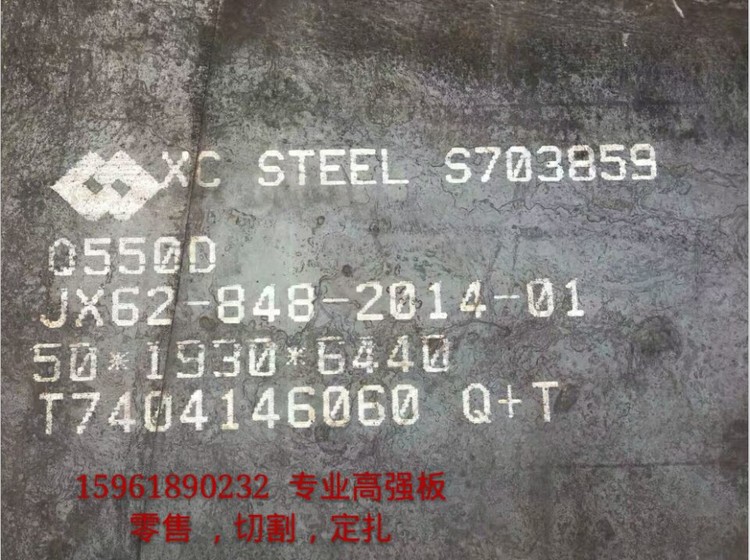 XC STEEL S703859
Q550D
JX62-848-2014-01
50*1930*6440
T7404146060 Q+T
15961890232 专业高强板
零售 ，切割，定扎